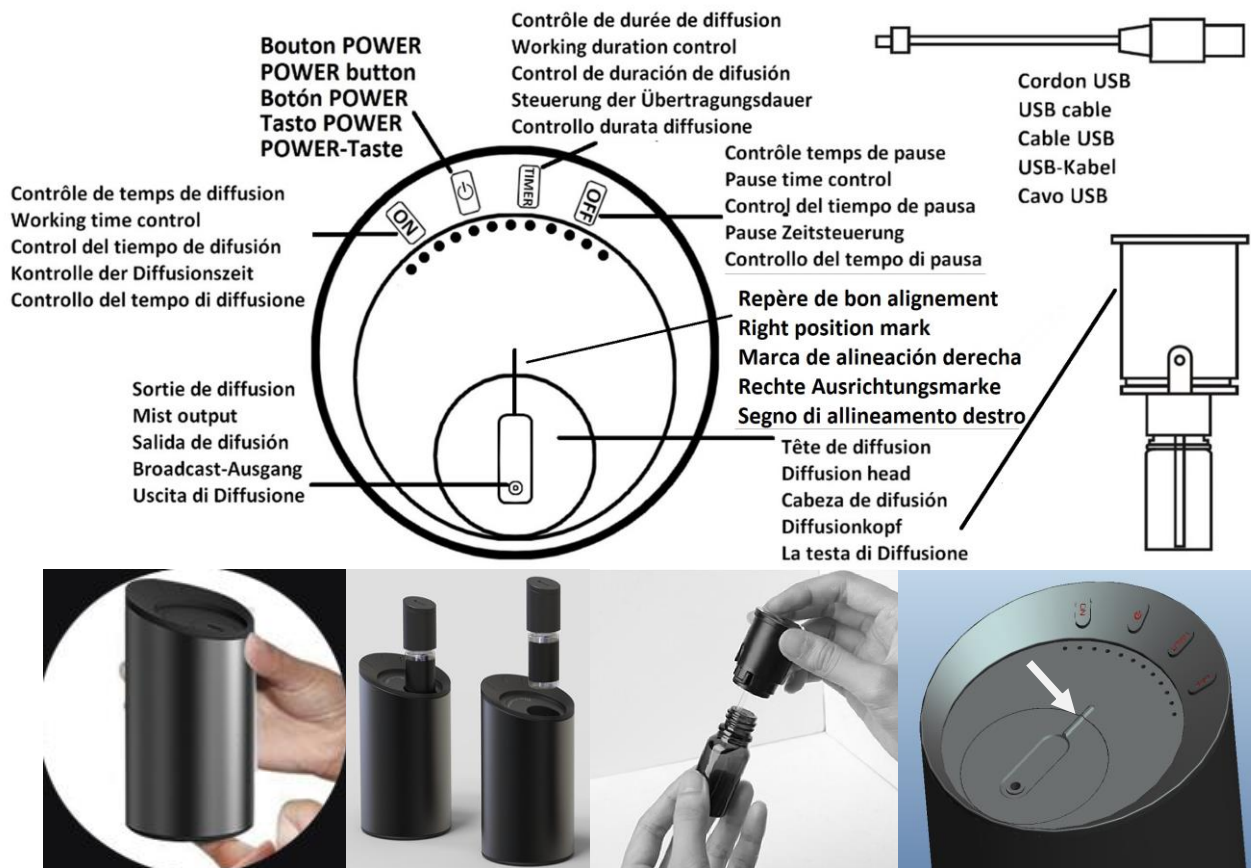 Contrôle de durée de diffusion
Working duration control
Control de duración de difusión
Steuerung der Übertragungsdauer
Controllo durata diffusione
Bouton POWER
POWER button
Botón POWER
Tasto POWER
POWER-Taste
Cordon USB
USB cable
Cable USB
USB-Kabel
Cavo USB
Contrôle temps de pause
Pause time control
Control del tiempo de pausa
Pause Zeitsteuerung
Controllo del tempo di pausa
Contrôle de temps de diffusion
Working time control
Control del tiempo de difusión
Kontrolle der Diffusionszeit
Controllo del tempo di diffusione
ON
TIMER
OFF
Repère de bon alignement
Right position mark
Marca de alineación derecha
Rechte Ausrichtungsmarke
Segno di allineamento destro
Sortie de diffusion
Mist output
Salida de difusión
Broadcast-Ausgang
Uscita di Diffusione
Tête de diffusion
Diffusion head
Cabeza de difusión
Diffusionkopf
La testa di Diffusione
ON